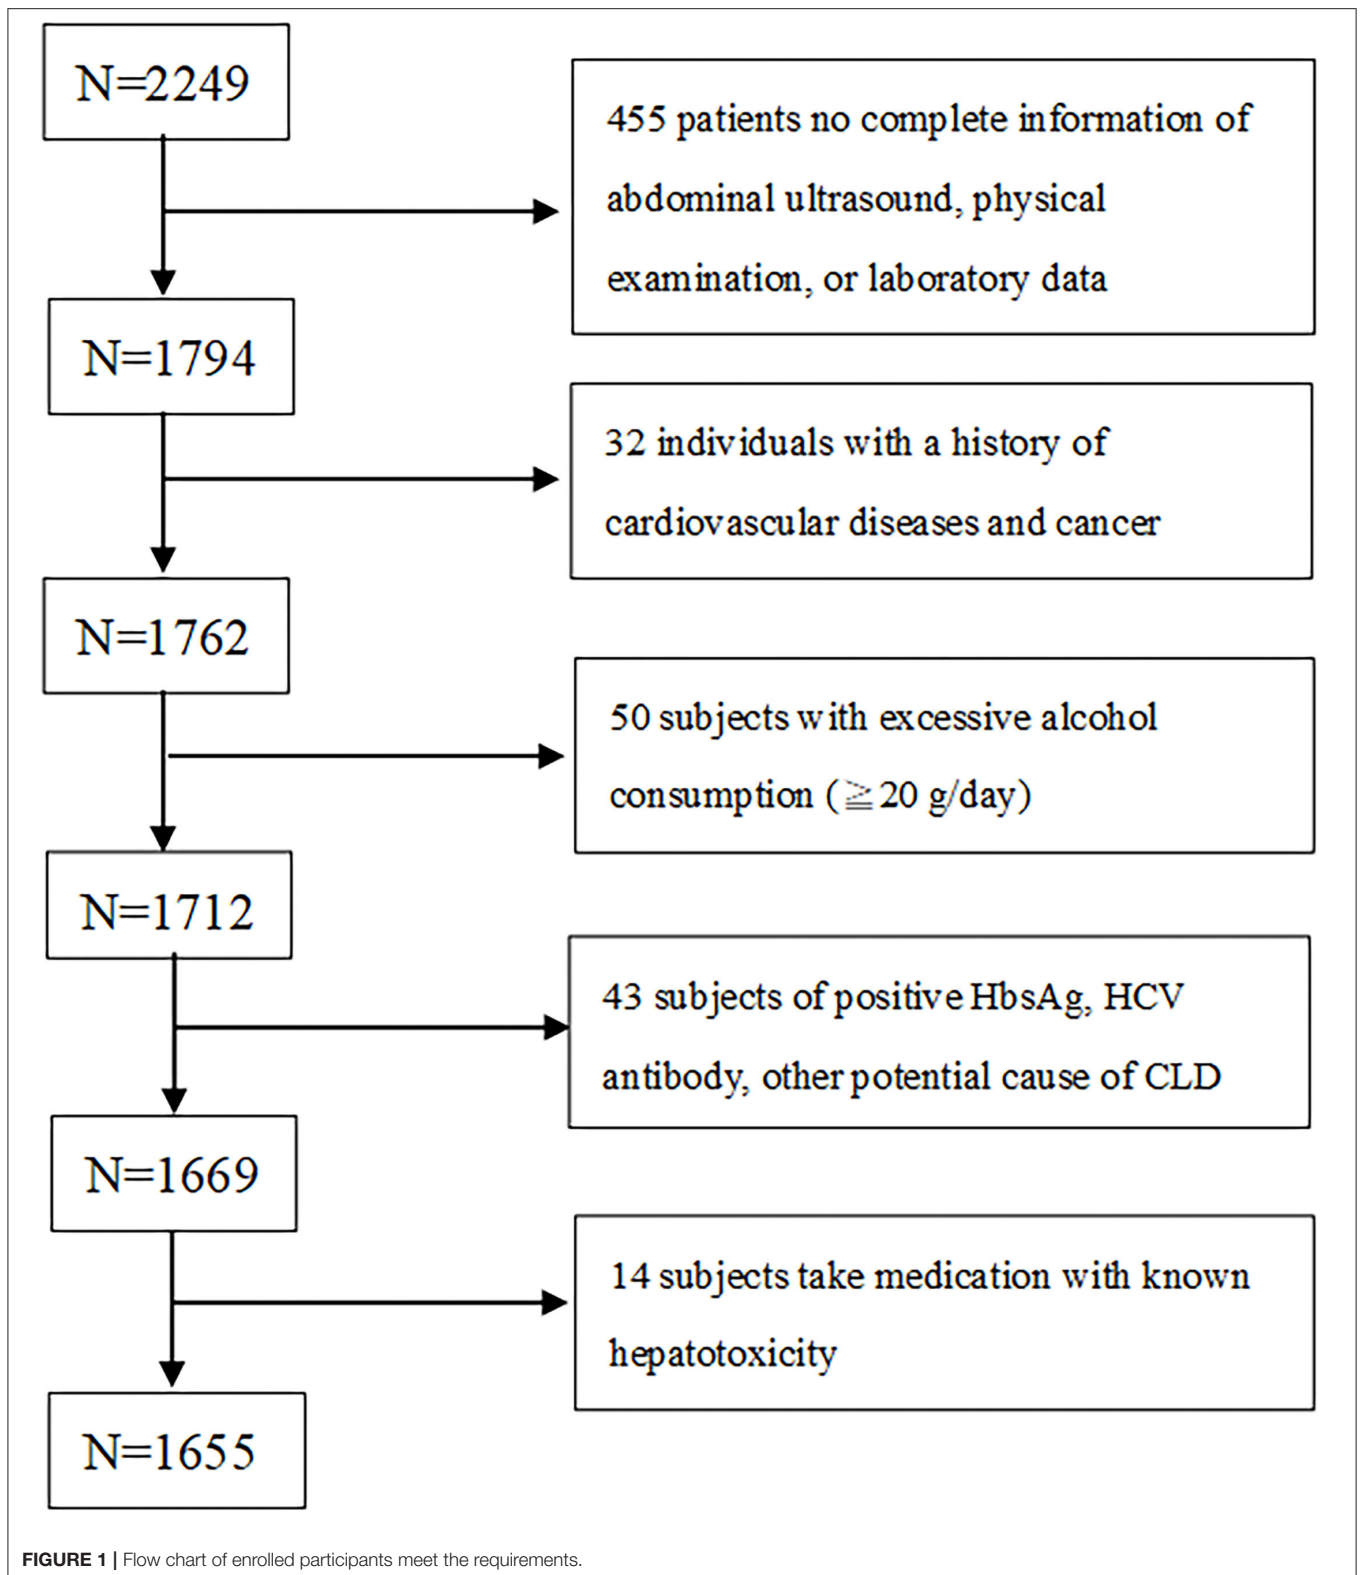 N=2249
455 patients no complete information of
abdominal ultrasound, physical
examination, or laboratory data
N=1794
32 individuals with a history of
cardiovascular diseases and cancer
N=1762
50 subjects with excessive alcohol
consumption (≧20 g/day)
N=1712
43 subjects of positive HbsAg, HCV
antibody, other potential cause of CLD
N=1669
14 subjects take medication with known
hepatotoxicity
N=1655
FIGURE 1 | Flow chart of enrolled participants meet the requirements.